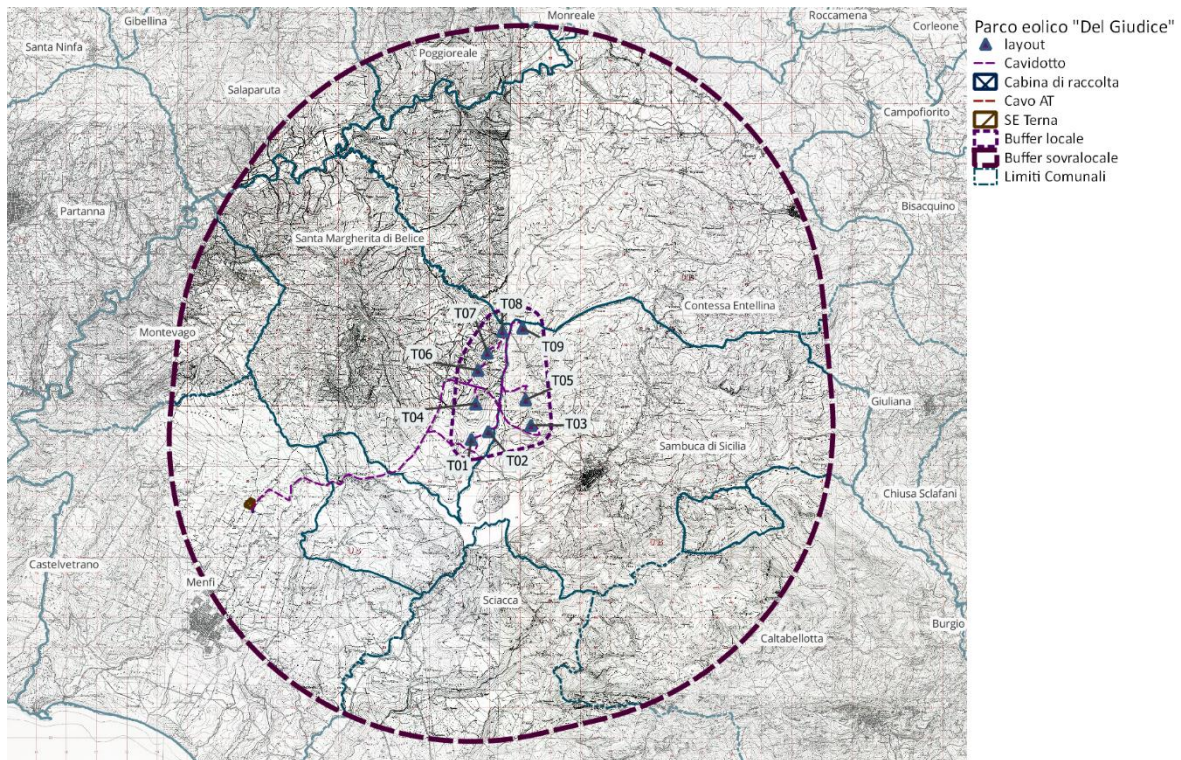 Gibellina
Monreale
Roccamena
Corleone
Santa Ninfa
Poggioreale
Salaparuta
Campofiorito
Partanna
Bisacquino
Santa Margherita di Belice
Contessa Entellina
Montevago
T07
T08
T06
T09
T05
T04
Giuliana
T03
Sambuca di Sicilia
T01
T02
Chiusa Sclafani
Castelvetrano
Menfi
Sciacca
Caltabellotta
Burgio
Parco eolico "Del Giudice"
layout
Cavidotto
Cabina di raccolta
Cavo AT
SE Terna
Buffer locale
Buffer sovralocale
Limiti Comunali